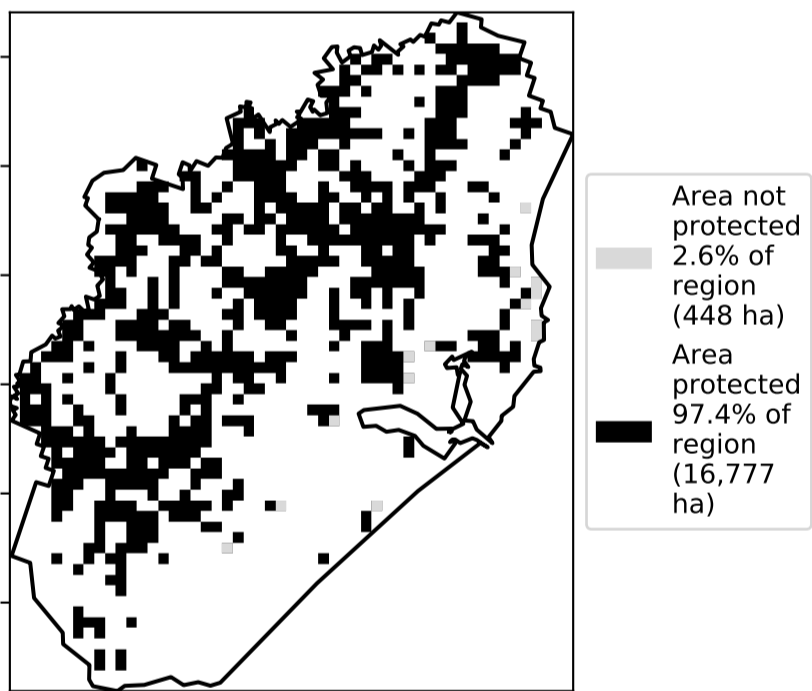 Area not
protected
2.6% of
region
(448 ha)
Area
protected
97.4% of
region
(16,777
ha)